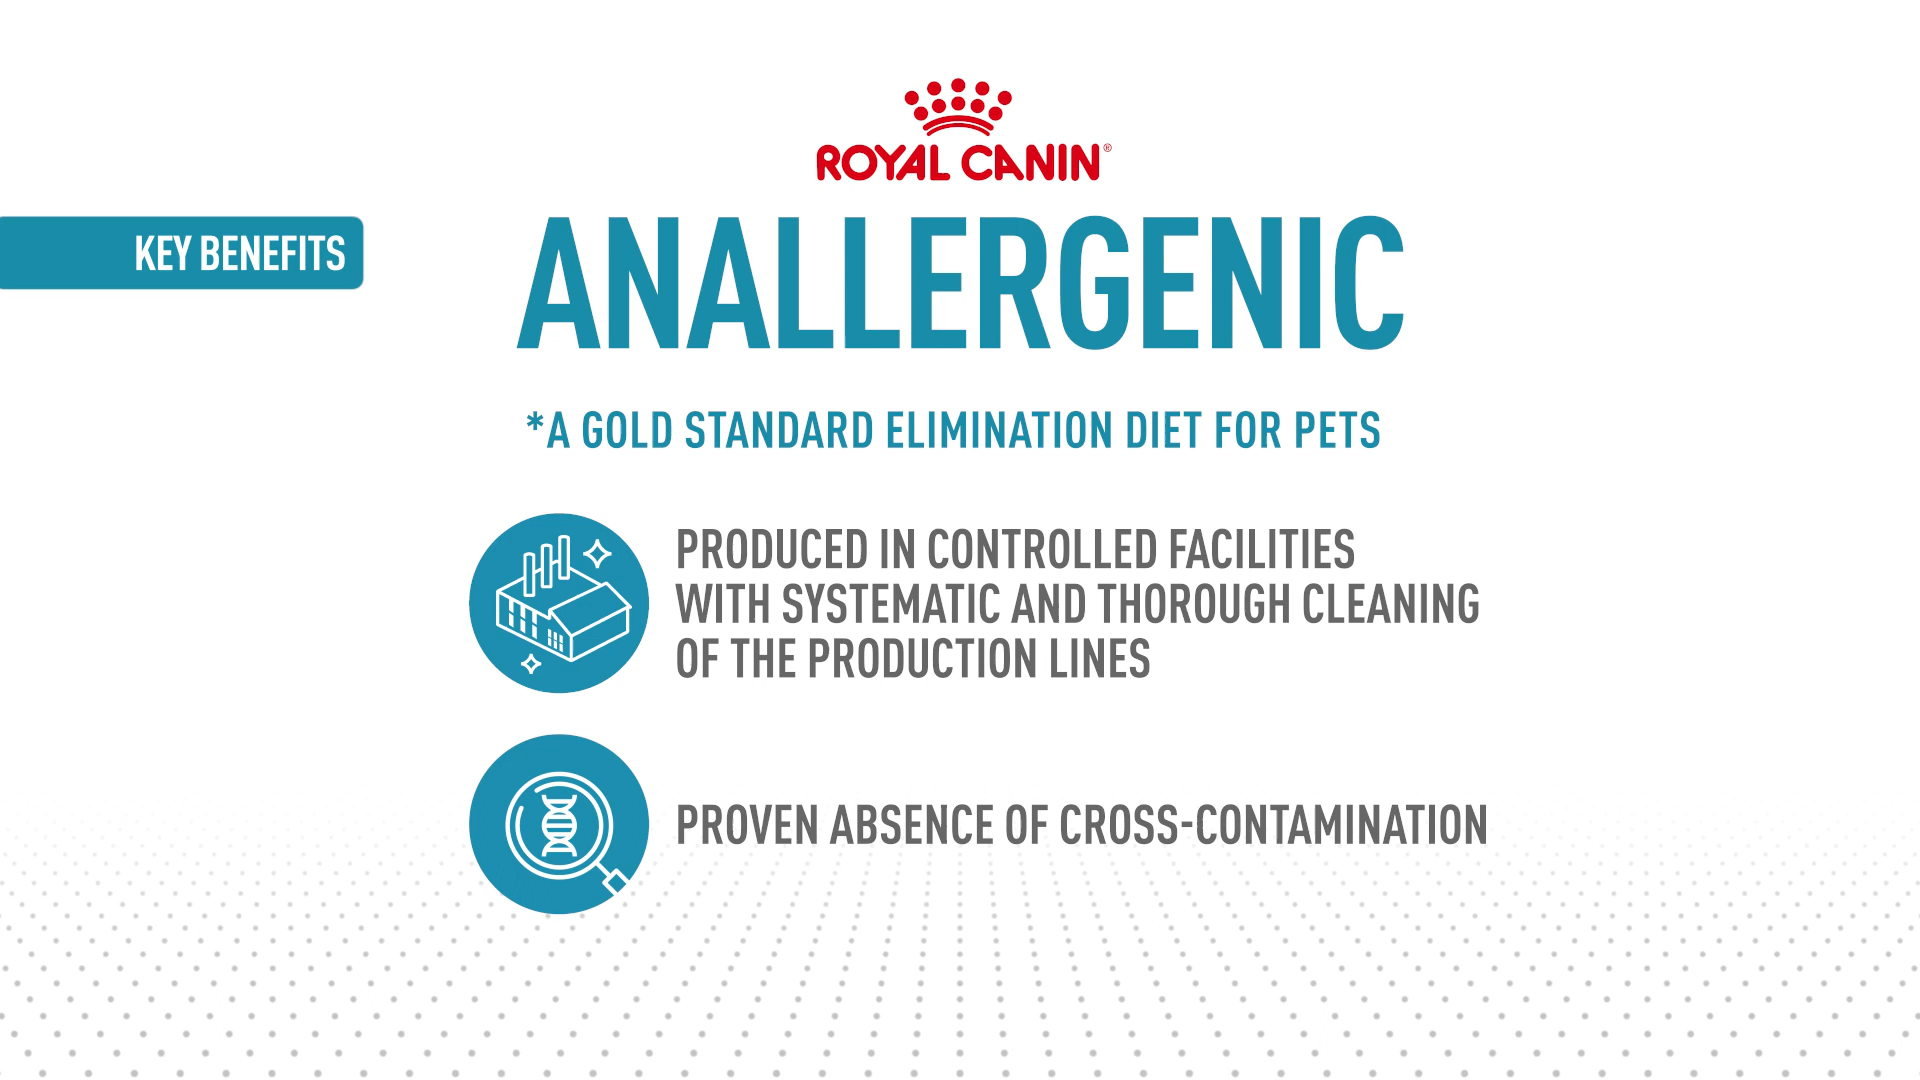 ROYAL CANIN®
KEY BENEFITS
ANALLERGENIC
*A GOLD STANDARD ELIMINATION DIET FOR PETS
PRODUCED IN CONTROLLED FACILITIES
WITH SYSTEMATIC AND THOROUGH CLEANING
OF THE PRODUCTION LINES
PROVEN ABSENCE OF CROSS-CONTAMINATION